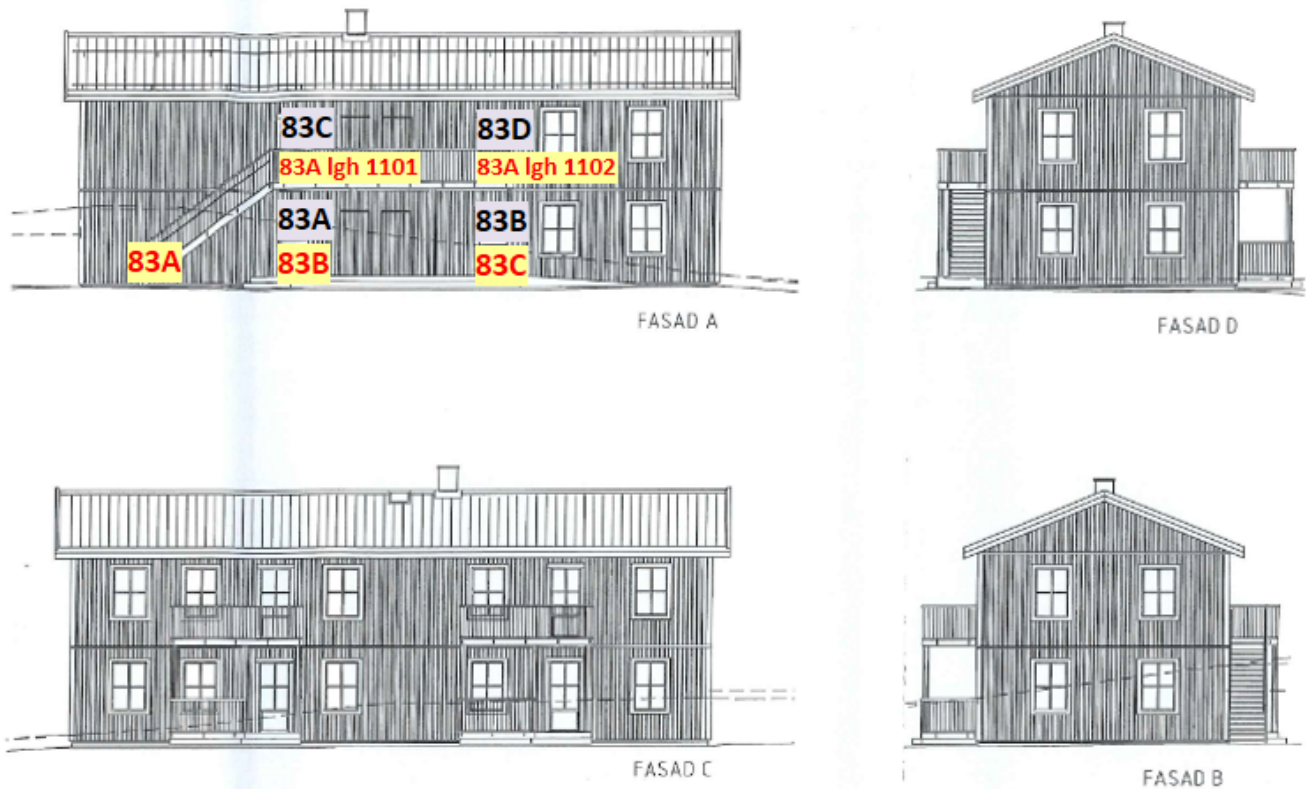 83C
83D
83A lgh 1101
83A lgh 1102
83A
83B
83A
83B
83C
FASAD A
FASAD D
FASAD C
FASAD B